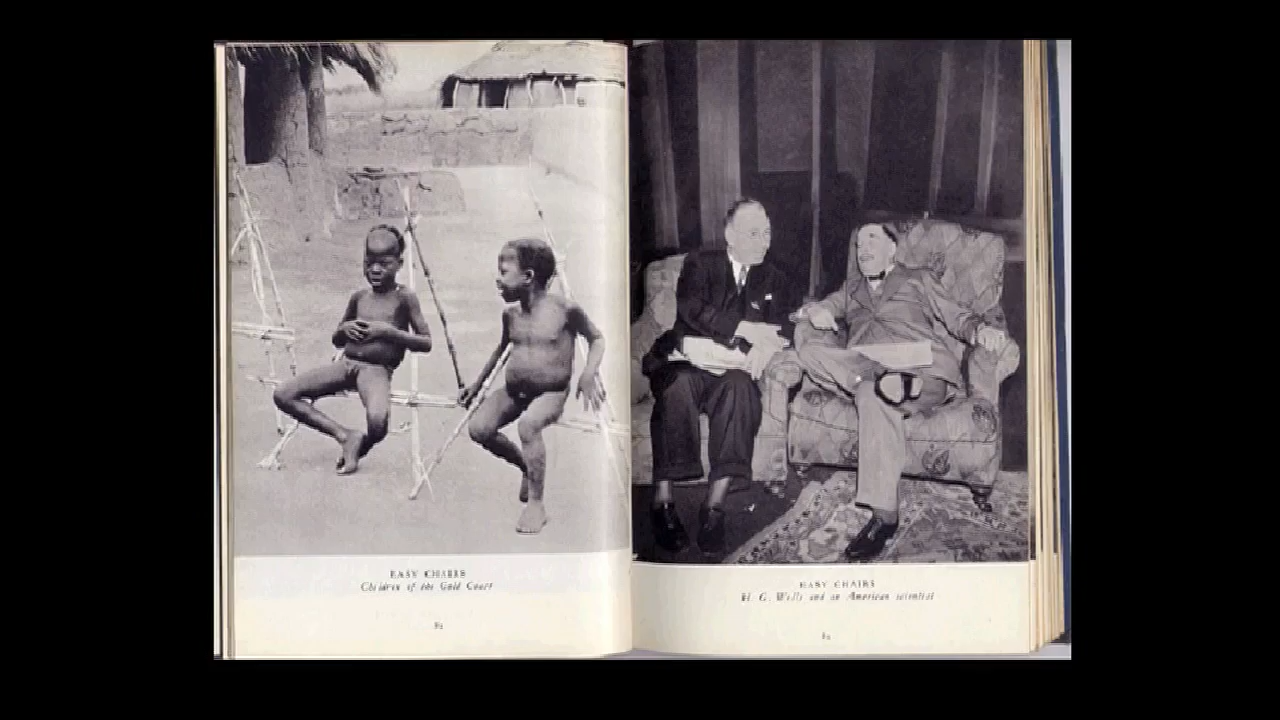 EASY CHAIRS
Children of the Gold Coast
EASY CHAIRS
H. G. Wells and an American scientist